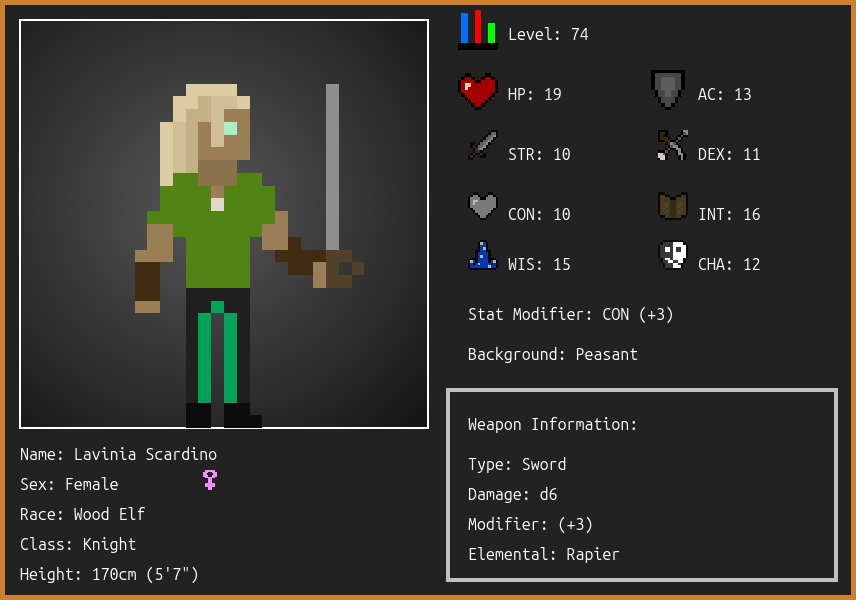 Level: 74
HP: 19
AC: 13
STR: 10
DEX: 11
CON: 10
INT: 16
WIS: 15
CHA: 12
Stat Modifier: CON (+3)
Background: Peasant
Weapon Information:
Type: Sword
Damage: d6
Modifier: (+3)
Elemental: Rapier
Name: Lavinia Scardino
Sex: Female
Race: Wood Elf
Class: Knight
Height: 170cm (5'7")